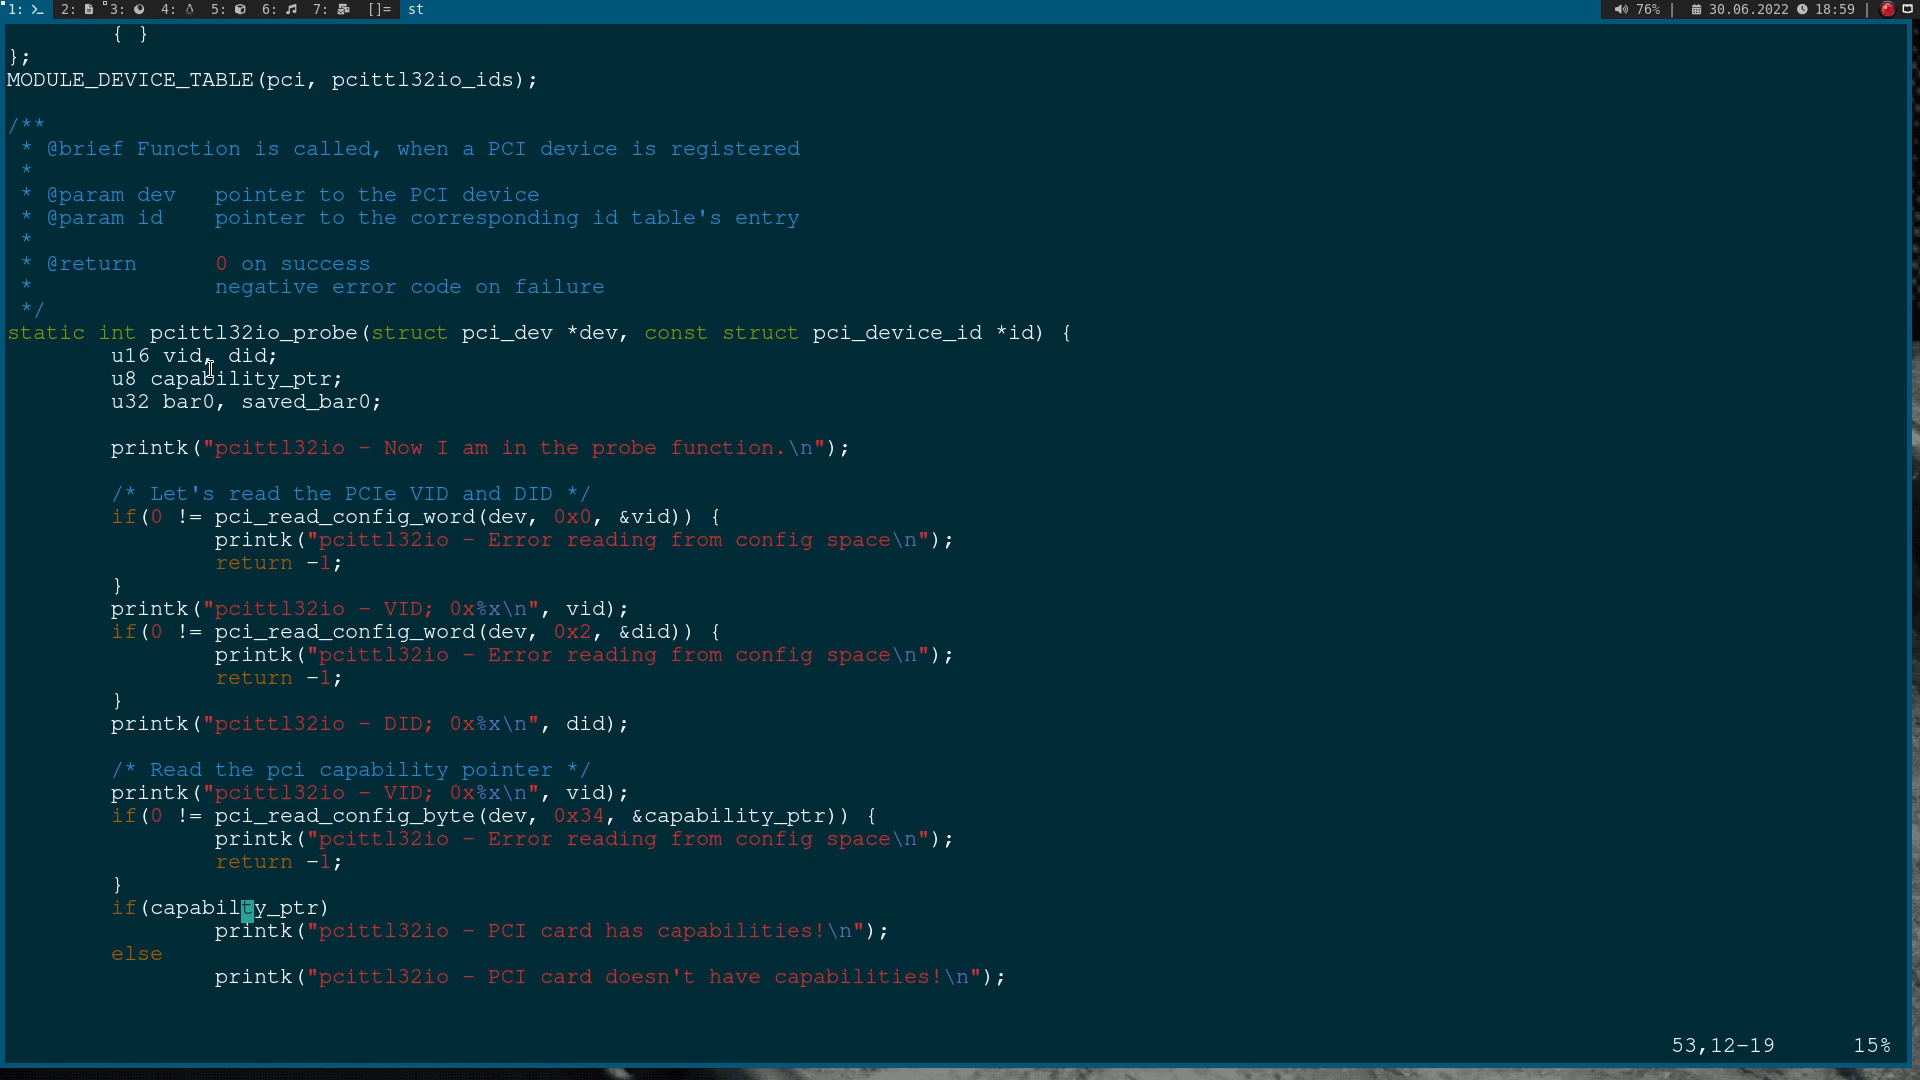 1: 2: 3: 4: 5: 6: 7: []= st 76% | 30.06.2022 18:59 |
        { }
};
MODULE_DEVICE_TABLE(pci, pcittl32io_ids);
/**
 * @brief Function is called, when a PCI device is registered
 *
 * @param dev   pointer to the PCI device
 * @param id    pointer to the corresponding id table's entry
 *
 * @return      0 on success
 *              negative error code on failure
 */
static int pcittl32io_probe(struct pci_dev *dev, const struct pci_device_id *id) {
        u16 vid, did;
        u8 capability_ptr;
        u32 bar0, saved_bar0;
        printk("pcittl32io - Now I am in the probe function.\n");
        /* Let's read the PCIe VID and DID */
        if(0 != pci_read_config_word(dev, 0x0, &vid)) {
                printk("pcittl32io - Error reading from config space\n");
                return -1;
        }
        printk("pcittl32io - VID; 0x%x\n", vid);
        if(0 != pci_read_config_word(dev, 0x2, &did)) {
                printk("pcittl32io - Error reading from config space\n");
                return -1;
        }
        printk("pcittl32io - DID; 0x%x\n", did);
        /* Read the pci capability pointer */
        printk("pcittl32io - VID; 0x%x\n", vid);
        if(0 != pci_read_config_byte(dev, 0x34, &capability_ptr)) {
                printk("pcittl32io - Error reading from config space\n");
                return -1;
        }
        if(capabilty_ptr)
                printk("pcittl32io - PCI card has capabilities!\n");
        else
                printk("pcittl32io - PCI card doesn't have capabilities!\n");
53,12-19 15%